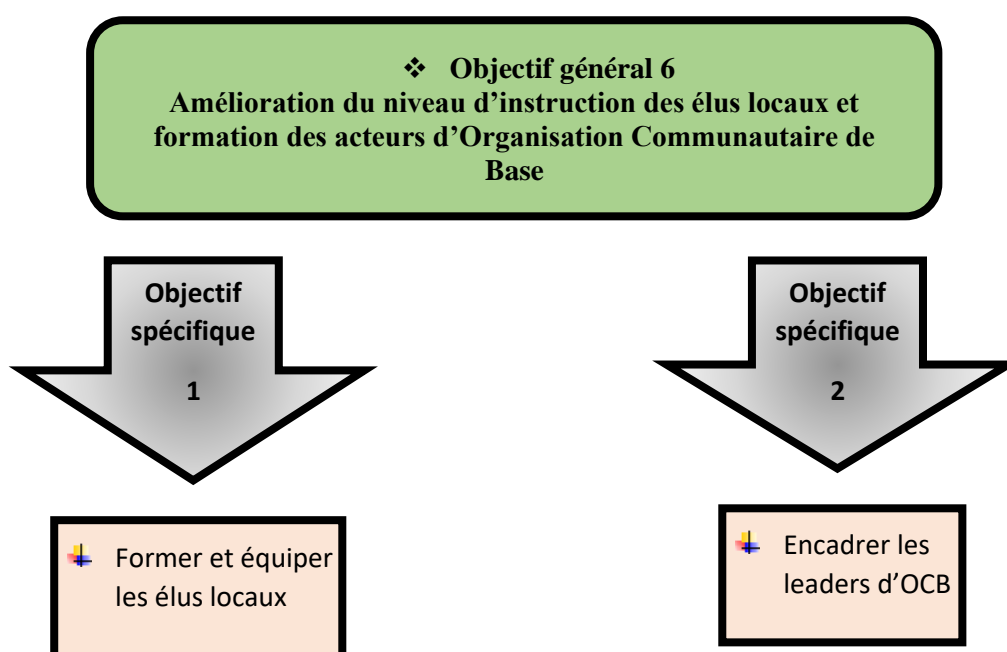 ❖ Objectif général 6
Amélioration du niveau d’instruction des élus locaux et
formation des acteurs d’Organisation Communautaire de
Base
Objectif
spécifique
1
Objectif
spécifique
2
Former et équiper
les élus locaux
Encadrer les
leaders d’OCB